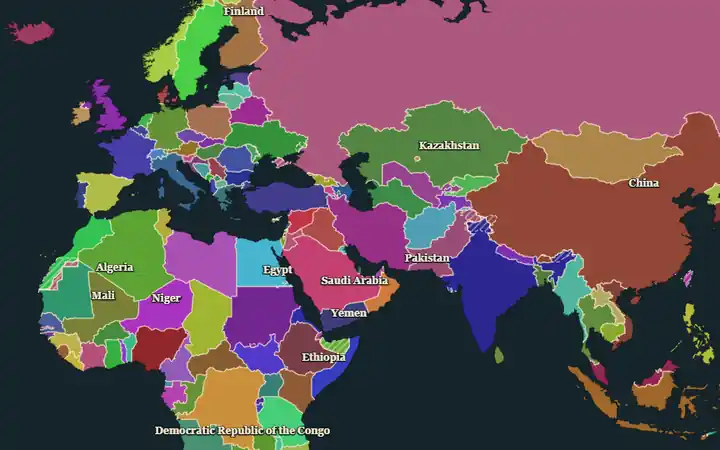 Finland
Kazakhstan
China
Pakistan
Algeria
Egypt
Saudi Arabia
Mali
Niger
Yemen
Ethiopia
Democratic Republic of the Congo